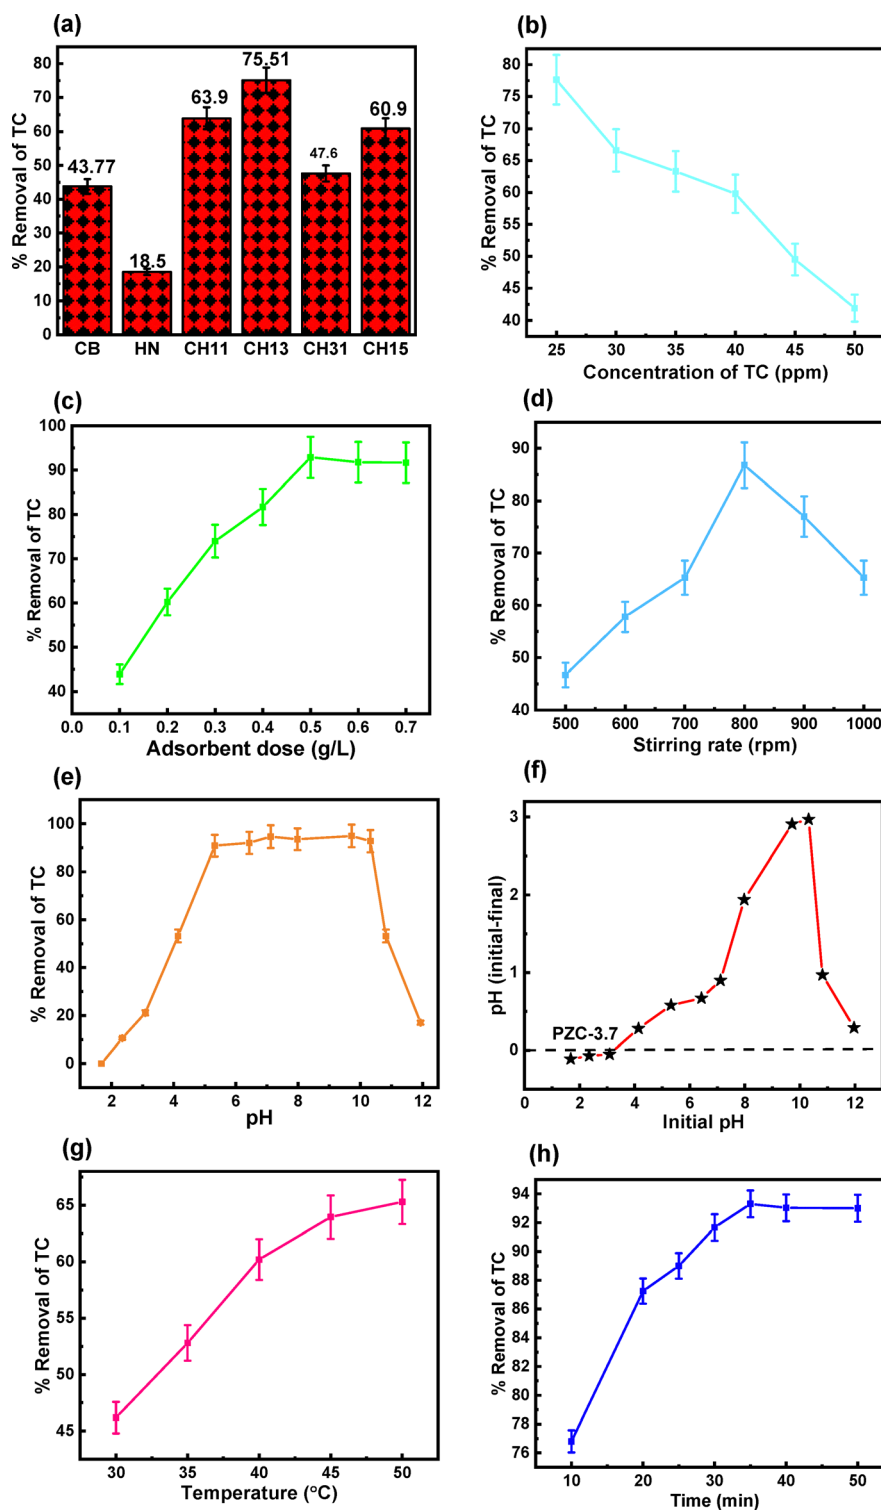 (a)
% Removal of TC
80
70
60
50
40
30
20
10
0
43.77
18.5
63.9
75.51
47.6
60.9
CB HN CH11 CH13 CH31 CH15
(b)
% Removal of TC
80
75
70
65
60
55
50
45
40
25 30 35 40 45 50
Concentration of TC (ppm)
(c)
% Removal of TC
100
90
80
70
60
50
40
0.0 0.1 0.2 0.3 0.4 0.5 0.6 0.7
Adsorbent dose (g/L)
(d)
% Removal of TC
90
80
70
60
50
40
500 600 700 800 900 1000
Stirring rate (rpm)
(e)
% Removal of TC
100
80
60
40
20
0
2 4 6 8 10 12
pH
(f)
pH (initial-final)
3
2
1
0
PZC-3.7
0 2 4 6 8 10 12
Initial pH
(g)
% Removal of TC
65
60
55
50
45
30 35 40 45 50
Temperature (°C)
(h)
% Removal of TC
94
92
90
88
86
84
82
80
78
76
10 20 30 40 50
Time (min)